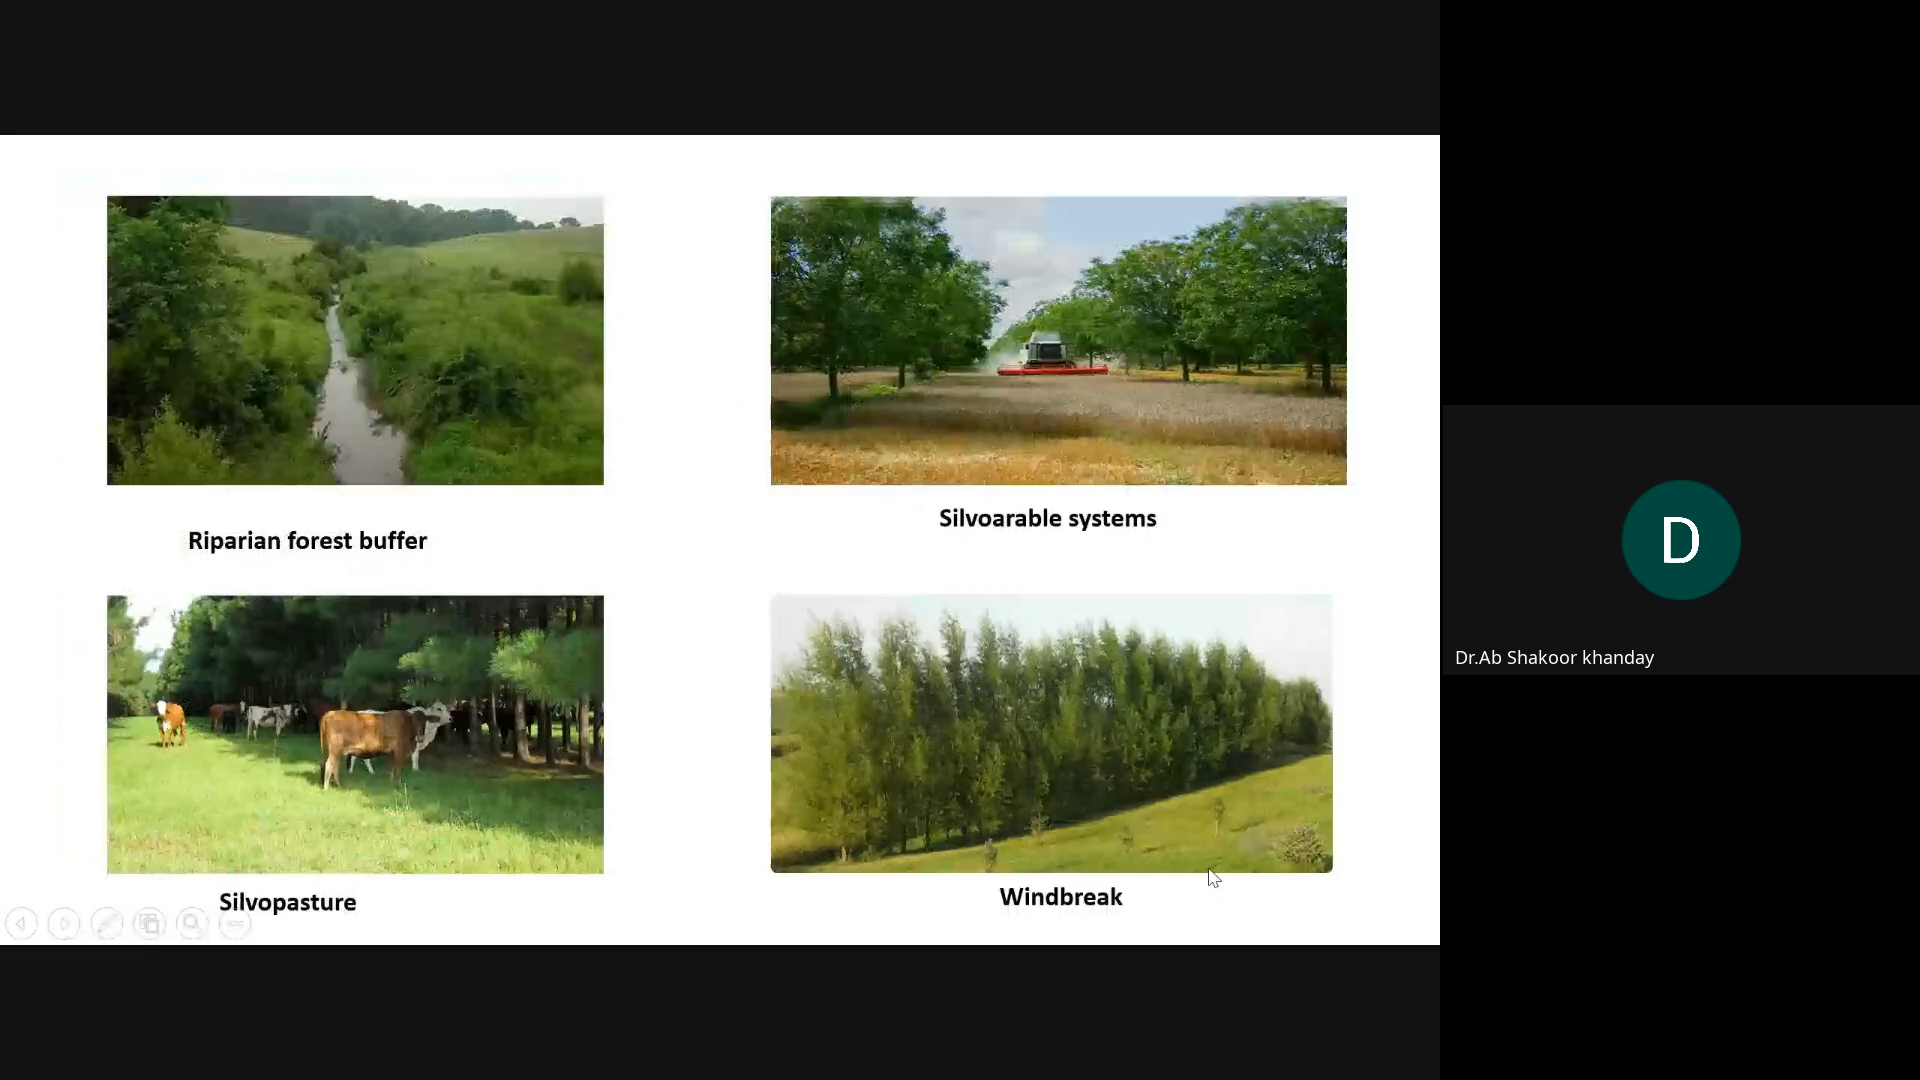 Riparian forest buffer
Silvoarable systems
Silvopasture
Windbreak
D
Dr.Ab Shakoor khanday